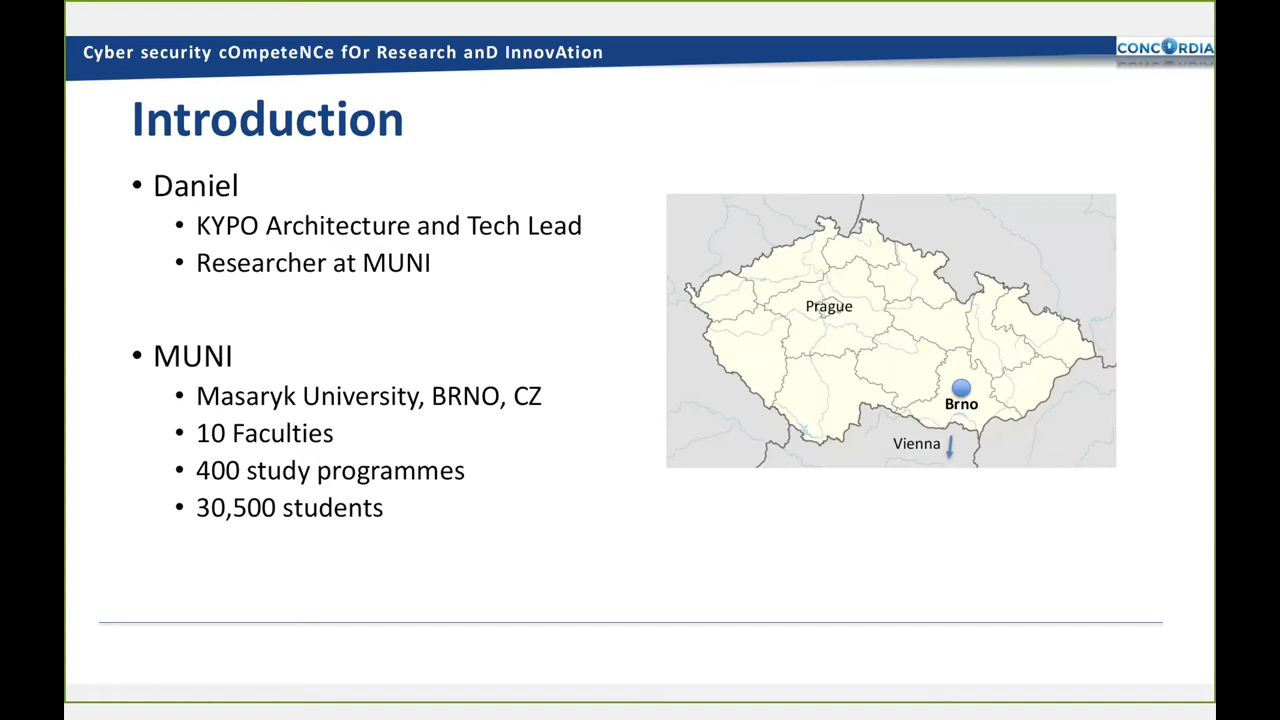 Cyber security cOmpeteNCe fOr Research anD InnovAtion
CONCORDIA
Introduction
• Daniel
• KYPO Architecture and Tech Lead
• Researcher at MUNI
• MUNI
• Masaryk University, BRNO, CZ
• 10 Faculties
• 400 study programmes
• 30,500 students
Prague
Brno
Vienna